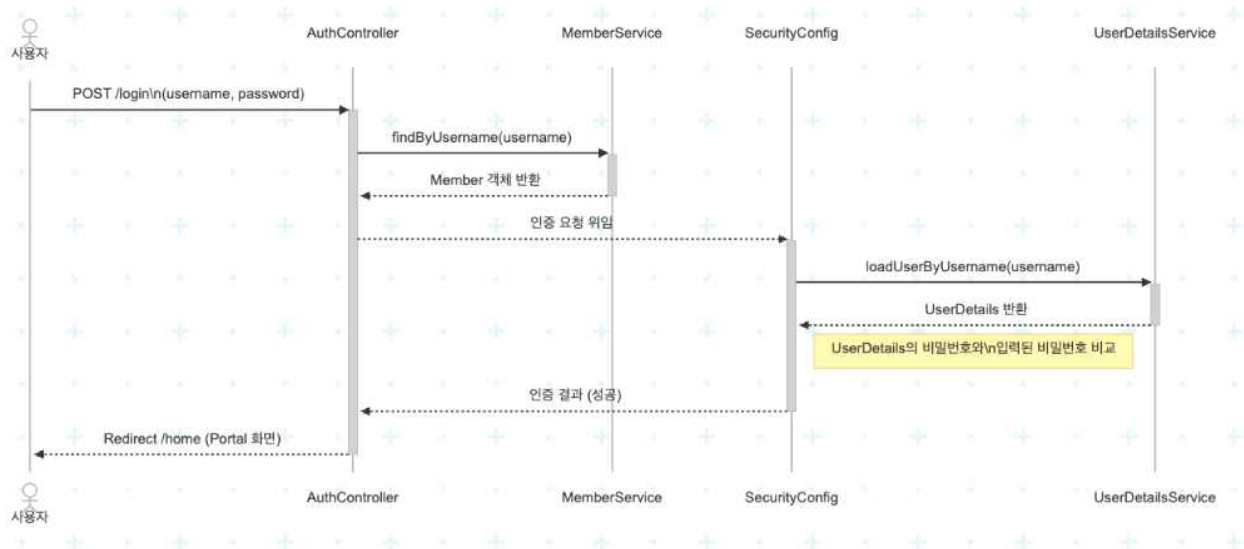 AuthController
MemberService
SecurityConfig
UserDetailsService
사용자
POST /login\n(username, password)
findByUsername(username)
Member 객체 반환
인증 요청 위임
loadUserByUsername(username)
UserDetails 반환
UserDetails의 비밀번호와\n입력된 비밀번호 비교
인증 결과 (성공)
Redirect /home (Portal 화면)
AuthController
MemberService
SecurityConfig
UserDetailsService
사용자